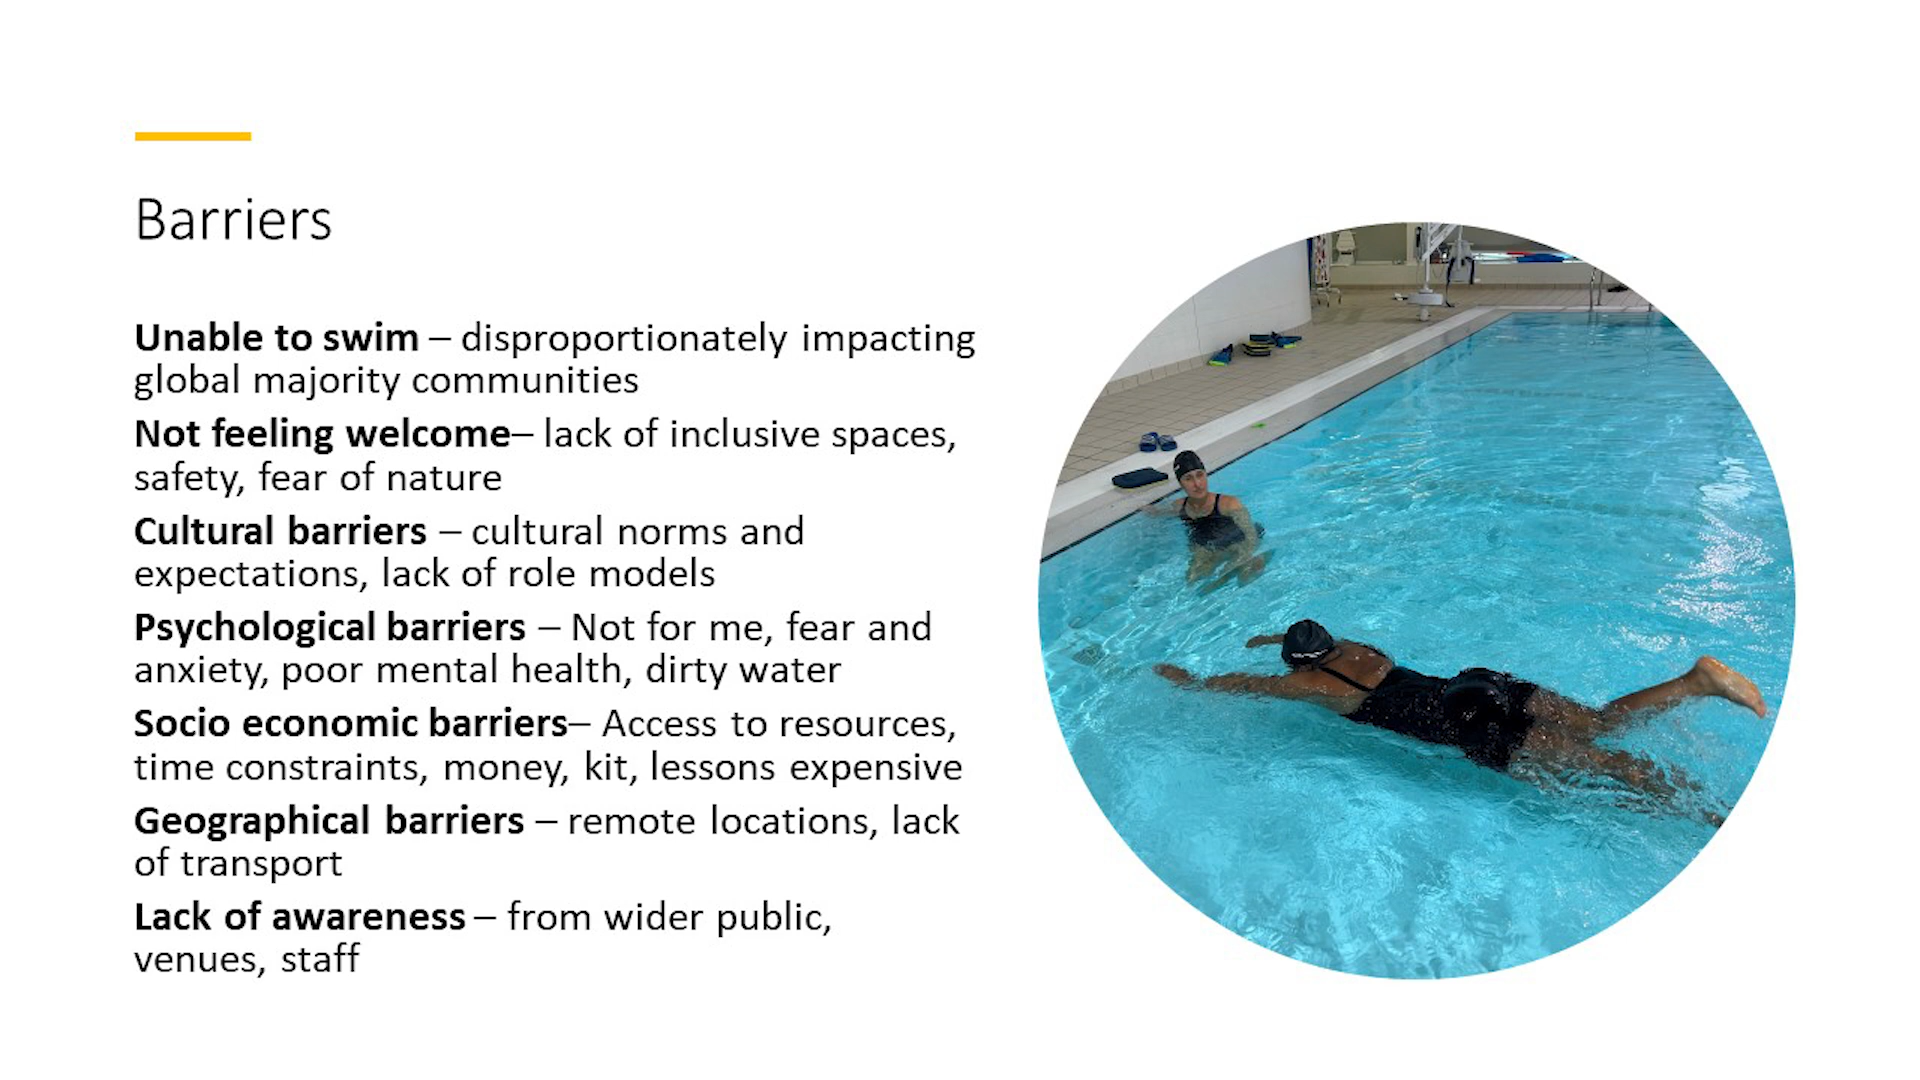 Barriers
Unable to swim – disproportionately impacting
global majority communities
Not feeling welcome– lack of inclusive spaces,
safety, fear of nature
Cultural barriers – cultural norms and
expectations, lack of role models
Psychological barriers – Not for me, fear and
anxiety, poor mental health, dirty water
Socio economic barriers– Access to resources,
time constraints, money, kit, lessons expensive
Geographical barriers – remote locations, lack
of transport
Lack of awareness – from wider public,
venues, staff